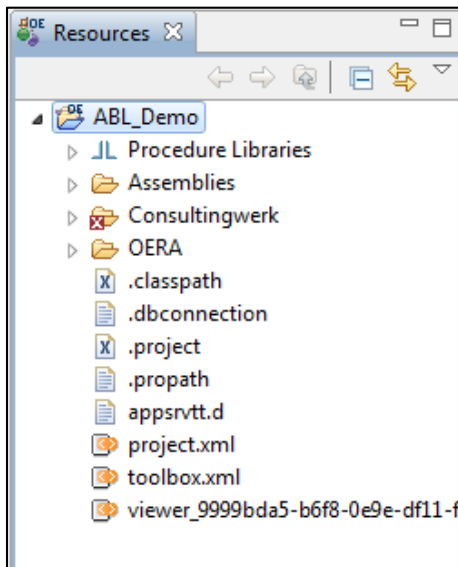 Resources
ABL_Demo
Procedure Libraries
Assemblies
Consultingwerk
OERA
.classpath
.dbconnection
.project
.propath
appsrvtt.d
project.xml
toolbox.xml
viewer_9999bda5-b6f8-0e9e-df11-f